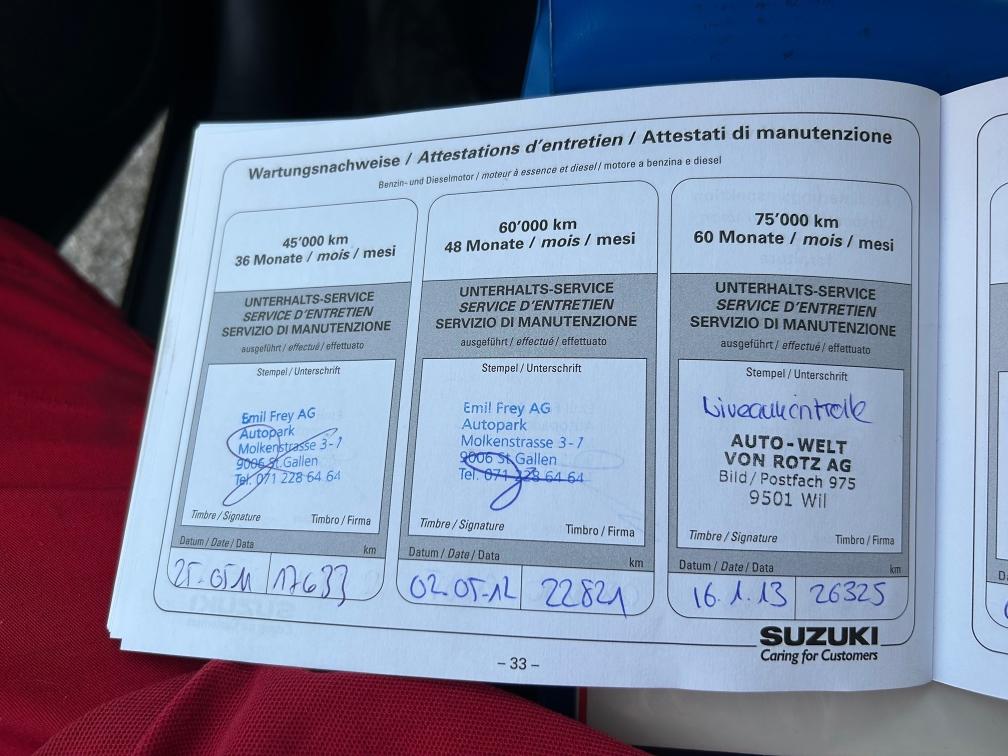 Wartungsnachweise / Attestations d'entretien / Attestati di manutenzione
Benzin- und Dieselmotor / moteur à essence et diesel / motore a benzina e diesel
45'000 km
36 Monate / mois / mesi
UNTERHALTS-SERVICE
SERVICE D'ENTRETIEN
SERVIZIO DI MANUTENZIONE
ausgeführt / effectué / effettuato
Stempel / Unterschrift
Emil Frey AG
Autopark
Molkenstrasse 3-7
9006 St.Gallen
Tel. 071 228 64 64
Timbre / Signature
Timbro / Firma
Datum / Date / Data
km
25.05.11
17633
60'000 km
48 Monate / mois / mesi
UNTERHALTS-SERVICE
SERVICE D'ENTRETIEN
SERVIZIO DI MANUTENZIONE
ausgeführt / effectué / effettuato
Stempel / Unterschrift
Emil Frey AG
Autopark
Molkenstrasse 3-7
9006 St.Gallen
Tel. 071 228 64 64
Timbre / Signature
Timbro / Firma
Datum / Date / Data
km
02.05.12
22821
75'000 km
60 Monate / mois / mesi
UNTERHALTS-SERVICE
SERVICE D'ENTRETIEN
SERVIZIO DI MANUTENZIONE
ausgeführt / effectué / effettuato
Stempel / Unterschrift
Niveaukontrolle
AUTO-WELT
VON ROTZ AG
Bild / Postfach 975
9501 Wil
Timbre / Signature
Timbro / Firma
Datum / Date / Data
km
16.1.13
26325
SUZUKI
Caring for Customers
- 33 -